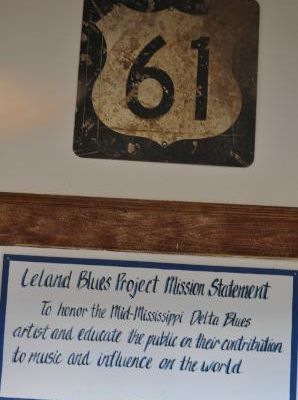 61
Leland Blues Project Mission Statement
To honor the Mid-Mississippi Delta Blues
artist and educate the public on their contribution
to music and influence on the world